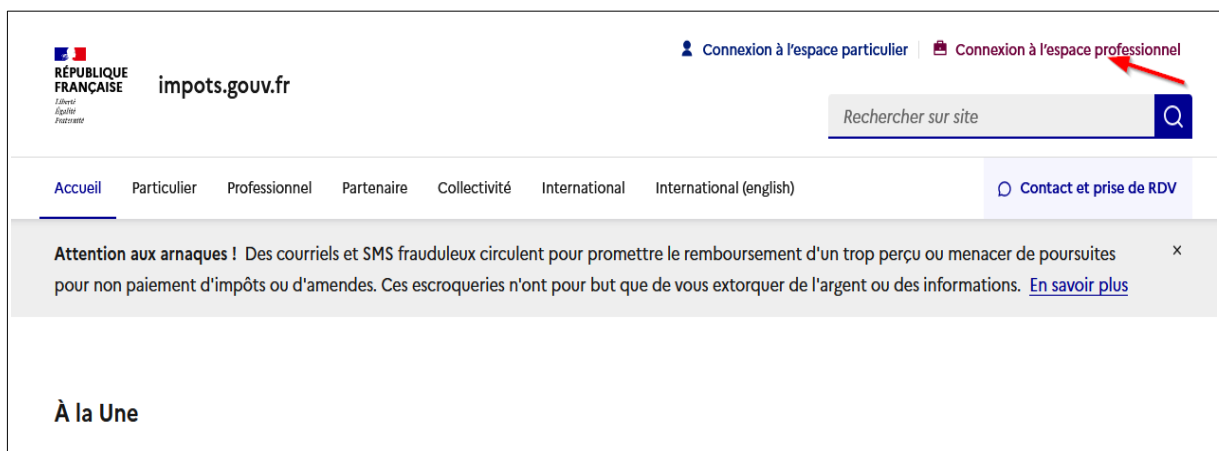 Connexion à l'espace particulier
Connexion à l'espace professionnel
RÉPUBLIQUE
FRANÇAISE
Liberté
Égalité
Fraternité
impots.gouv.fr
Rechercher sur site
Accueil Particulier Professionnel Partenaire Collectivité International International (english) Contact et prise de RDV
Attention aux arnaques ! Des courriels et SMS frauduleux circulent pour promettre le remboursement d'un trop perçu ou menacer de poursuites
pour non paiement d'impôts ou d'amendes. Ces escroqueries n'ont pour but que de vous extorquer de l'argent ou des informations. En savoir plus
À la Une